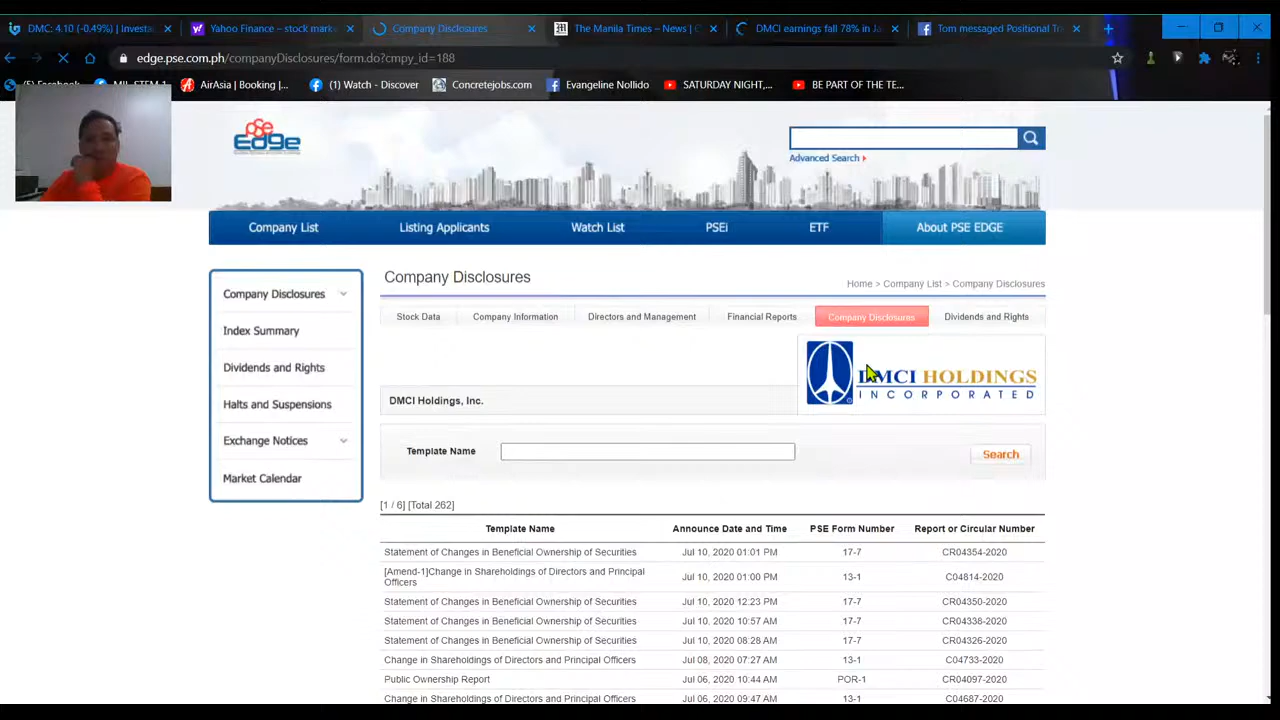 DMC: 4.10 (-0.49%) | Investa
Yahoo Finance – stock mark
Company Disclosures
The Manila Times – News |
DMCI earnings fall 78% in Ja
Tom messaged Positional Tr
edge.pse.com.ph/companyDisclosures/form.do?cmpy_id=188
(5) Facebook
MIL STEM 1
AirAsia | Booking |...
(1) Watch - Discover
Concretejobs.com
Evangeline Nollido
SATURDAY NIGHT,...
BE PART OF THE TE...
PSE
EDGE
Advanced Search
Company List
Listing Applicants
Watch List
PSEi
ETF
About PSE EDGE
Company Disclosures
Index Summary
Dividends and Rights
Halts and Suspensions
Exchange Notices
Market Calendar
Company Disclosures
Home > Company List > Company Disclosures
Stock Data
Company Information
Directors and Management
Financial Reports
Company Disclosures
Dividends and Rights
DMCI HOLDINGS
INCORPORATED
DMCI Holdings, Inc.
Template Name
Search
[1 / 6] [Total 262]
Template Name Announce Date and Time PSE Form Number Report or Circular Number
Statement of Changes in Beneficial Ownership of Securities Jul 10, 2020 01:01 PM 17-7 CR04354-2020
[Amend-1]Change in Shareholdings of Directors and Principal
Officers Jul 10, 2020 01:00 PM 13-1 C04814-2020
Statement of Changes in Beneficial Ownership of Securities Jul 10, 2020 12:23 PM 17-7 CR04350-2020
Statement of Changes in Beneficial Ownership of Securities Jul 10, 2020 10:57 AM 17-7 CR04338-2020
Statement of Changes in Beneficial Ownership of Securities Jul 10, 2020 08:28 AM 17-7 CR04326-2020
Change in Shareholdings of Directors and Principal Officers Jul 08, 2020 07:27 AM 13-1 C04733-2020
Public Ownership Report Jul 06, 2020 10:44 AM POR-1 CR04097-2020
Change in Shareholdings of Directors and Principal Officers Jul 06, 2020 09:47 AM 13-1 C04687-2020